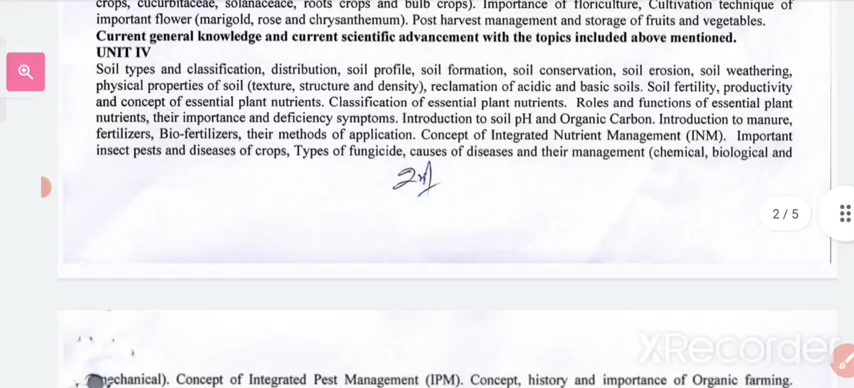 crops, cucurbitaceae, solanaceace, roots crops and bulb crops). Importance of floriculture, Cultivation technique of
important flower (marigold, rose and chrysanthemum). Post harvest management and storage of fruits and vegetables.
Current general knowledge and current scientific advancement with the topics included above mentioned.
UNIT IV
Soil types and classification, distribution, soil profile, soil formation, soil conservation, soil erosion, soil weathering,
physical properties of soil (texture, structure and density), reclamation of acidic and basic soils. Soil fertility, productivity
and concept of essential plant nutrients. Classification of essential plant nutrients. Roles and functions of essential plant
nutrients, their importance and deficiency symptoms. Introduction to soil pH and Organic Carbon. Introduction to manure,
fertilizers, Bio-fertilizers, their methods of application. Concept of Integrated Nutrient Management (INM). Important
insect pests and diseases of crops, Types of fungicide, causes of diseases and their management (chemical, biological and
2/5
XRecorder
mechanical). Concept of Integrated Pest Management (IPM). Concept, history and importance of Organic farming.